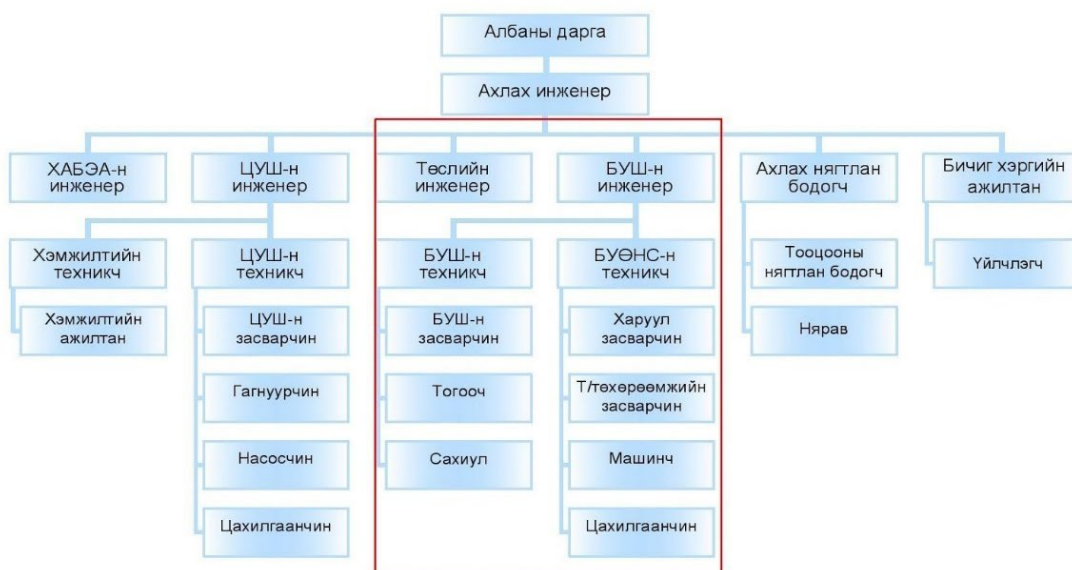 Албаны дарга
Ахлах инженер
ХАБЭА-н
инженер
ЦУШ-н
инженер
Төслийн
инженер
БУШ-н
инженер
Ахлах нягтлан
бодогч
Бичиг хэргийн
ажилтан
Хэмжилтийн
техникч
ЦУШ-н
техникч
БУШ-н
техникч
БУӨНС-н
техникч
Тооцооны
нягтлан бодогч
Үйлчлэгч
Хэмжилтийн
ажилтан
ЦУШ-н
засварчин
БУШ-н
засварчин
Харуул
засварчин
Нярав
Гагнуурчин
Тогооч
Т/төхөрөөмжийн
засварчин
Насосчин
Сахиул
Машинч
Цахилгаанчин
Цахилгаанчин